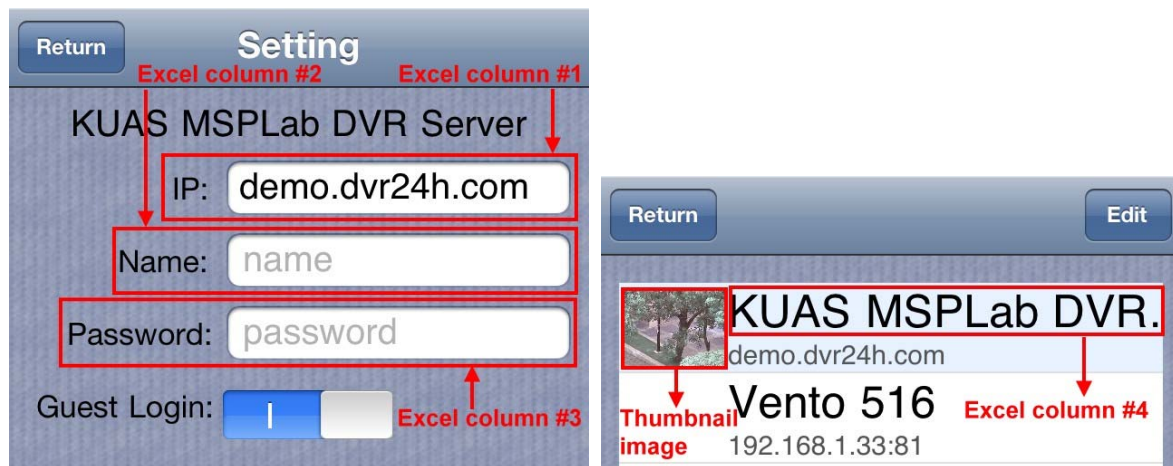 Return
Setting
Excel column #2
Excel column #1
KUAS MSPLab DVR Server
IP: demo.dvr24h.com
Name: name
Password: password
Guest Login: I
Excel column #3
Return
Edit
KUAS MSPLab DVR.
demo.dvr24h.com
Vento 516
192.168.1.33:81
Thumbnail
image
Excel column #4